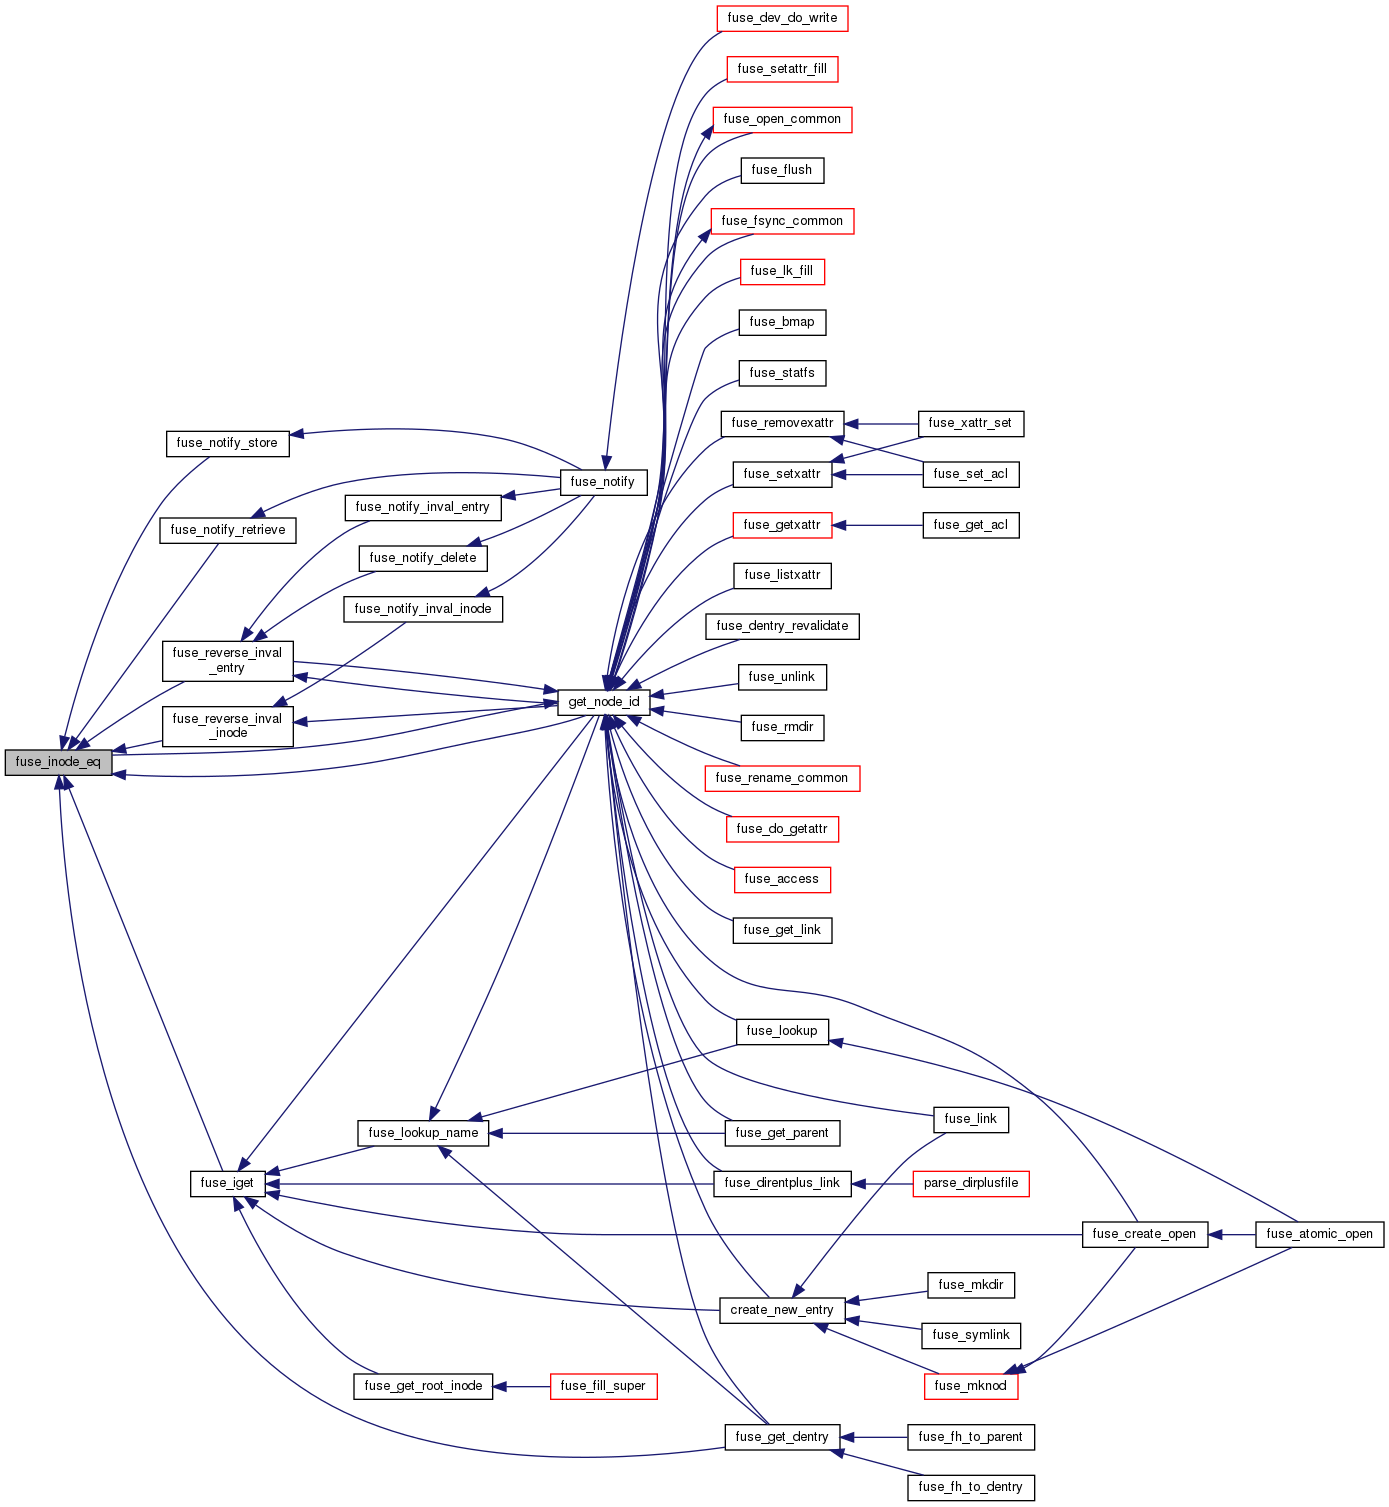 fuse_dev_do_write
fuse_setattr_fill
fuse_open_common
fuse_flush
fuse_fsync_common
fuse_lk_fill
fuse_bmap
fuse_statfs
fuse_removexattr
fuse_xattr_set
fuse_notify_store
fuse_setxattr
fuse_set_acl
fuse_notify
fuse_notify_inval_entry
fuse_notify_retrieve
fuse_getxattr
fuse_get_acl
fuse_notify_delete
fuse_listxattr
fuse_notify_inval_inode
fuse_dentry_revalidate
fuse_reverse_inval
_entry
fuse_unlink
get_node_id
fuse_reverse_inval
_inode
fuse_rmdir
fuse_inode_eq
fuse_rename_common
fuse_do_getattr
fuse_access
fuse_get_link
fuse_lookup
fuse_link
fuse_lookup_name
fuse_get_parent
fuse_iget
fuse_direntplus_link
parse_dirplusfile
fuse_create_open
fuse_atomic_open
fuse_mkdir
create_new_entry
fuse_symlink
fuse_get_root_inode
fuse_fill_super
fuse_mknod
fuse_get_dentry
fuse_fh_to_parent
fuse_fh_to_dentry